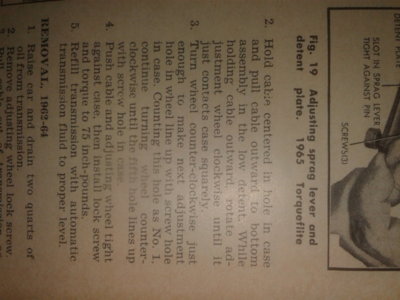 DETENT PLATE
SLOT IN SPRAG LEVER
TIGHT AGAINST PIN
SCREWS(3)
Fig. 19 Adjusting sprag lever and
detent plate. 1965 Torqueflite
2. Hold cable centered in hole in case
and pull cable outward to bottom
assembly in the low detent. While
holding cable outward, rotate ad-
justment wheel clockwise until it
just contacts case squarely.
3. Turn wheel counter-clockwise just
enough to make next adjustment
hole in wheel line up with screw hole
in case. Counting this hole as No. 1,
continue turning wheel counter-
clockwise until the fifth hole lines up
with screw hole in case.
4. Push cable and adjusting wheel tight
against case, then install lock screw
and torque to 75 inch-pounds.
5. Refill transmission with automatic
transmission fluid to proper level.
REMOVAL, 1962-64
1. Raise car and drain two quarts of
oil from transmission.
2. Remove adjusting wheel lock screw.